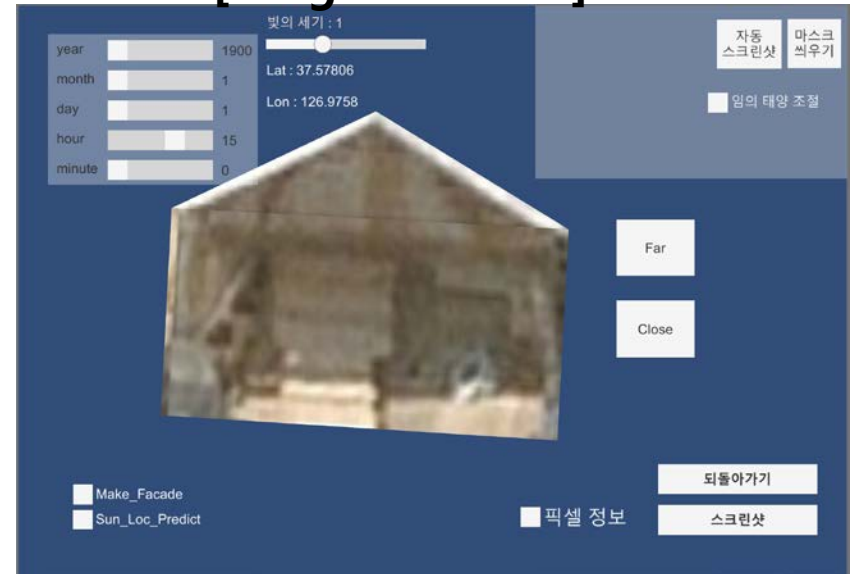 빛의 세기 : 1
year 1900
month 1
day 1
hour 15
minute 0
Lat : 37.57806
Lon : 126.9758
자동
스크린샷
마스크
씌우기
임의 태양 조절
Far
Close
Make_Facade
Sun_Loc_Predict
픽셀 정보
되돌아가기
스크린샷